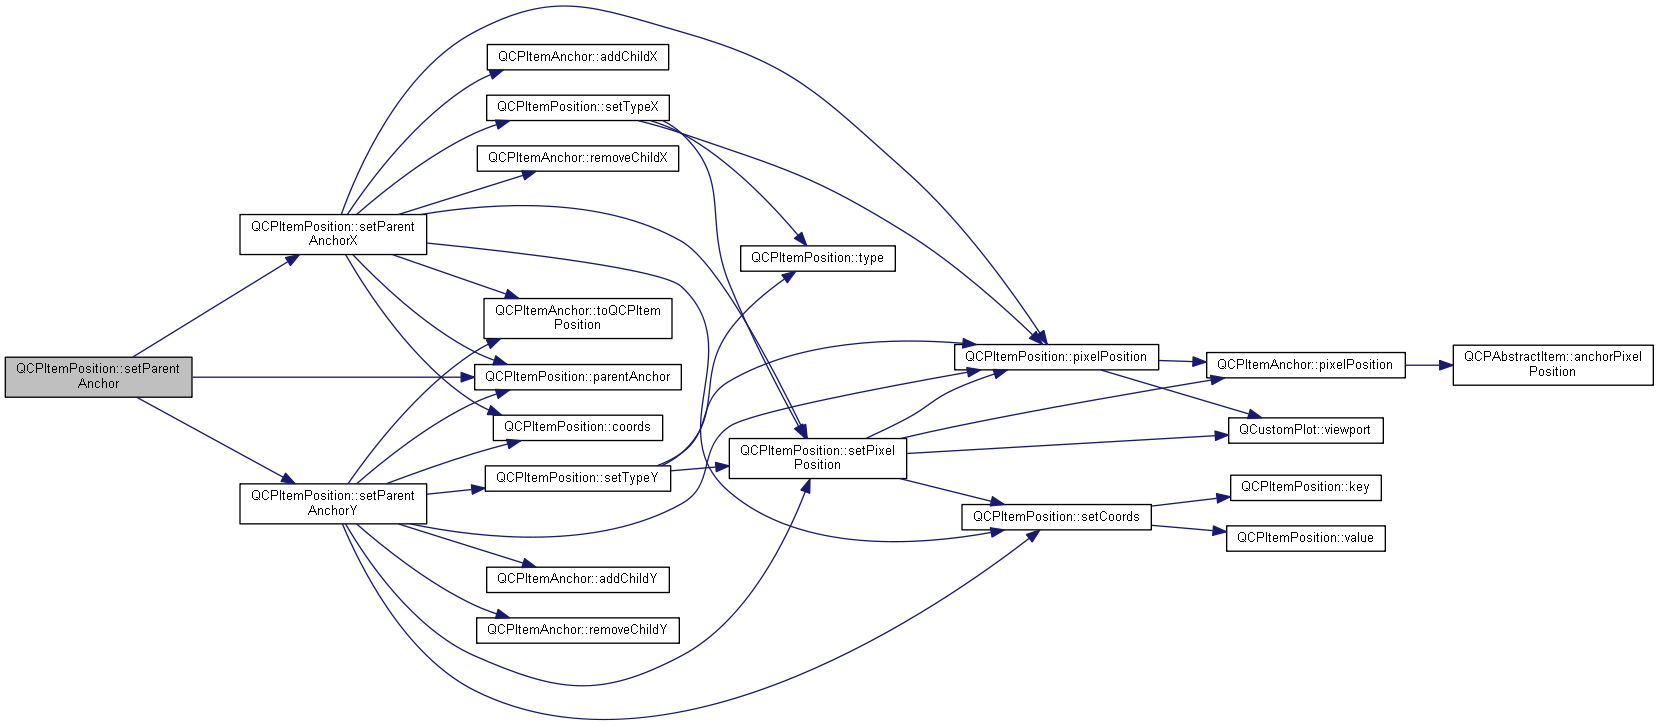 QCPItemPosition::setParent
Anchor
QCPItemPosition::setParent
AnchorX
QCPItemPosition::setParent
AnchorY
QCPItemAnchor::addChildX
QCPItemPosition::setTypeX
QCPItemAnchor::removeChildX
QCPItemAnchor::toQCPItem
Position
QCPItemPosition::parentAnchor
QCPItemPosition::coords
QCPItemPosition::setTypeY
QCPItemAnchor::addChildY
QCPItemAnchor::removeChildY
QCPItemPosition::type
QCPItemPosition::setPixel
Position
QCPItemPosition::pixelPosition
QCPItemPosition::setCoords
QCPItemAnchor::pixelPosition
QCustomPlot::viewport
QCPItemPosition::key
QCPItemPosition::value
QCPAbstractItem::anchorPixel
Position